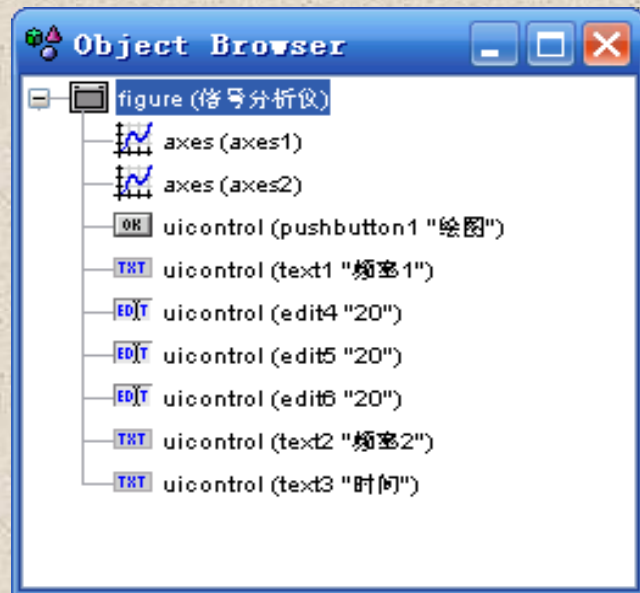 Object Browser
figure (信号分析仪)
axes (axes1)
axes (axes2)
OK uicontrol (pushbutton1 "绘图")
TXT uicontrol (text1 "频率1")
EDIT uicontrol (edit4 "20")
EDIT uicontrol (edit5 "20")
EDIT uicontrol (edit6 "20")
TXT uicontrol (text2 "频率2")
TXT uicontrol (text3 "时间")